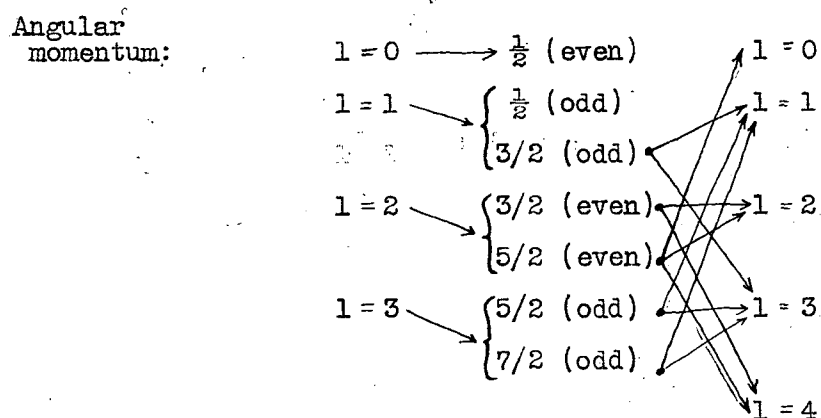 Angular
momentum:
l = 0 ½ (even) l = 0
l = 1 ½ (odd) l = 1
3/2 (odd)
l = 2 3/2 (even) l = 2
5/2 (even)
l = 3 5/2 (odd) l = 3
7/2 (odd)
l = 4